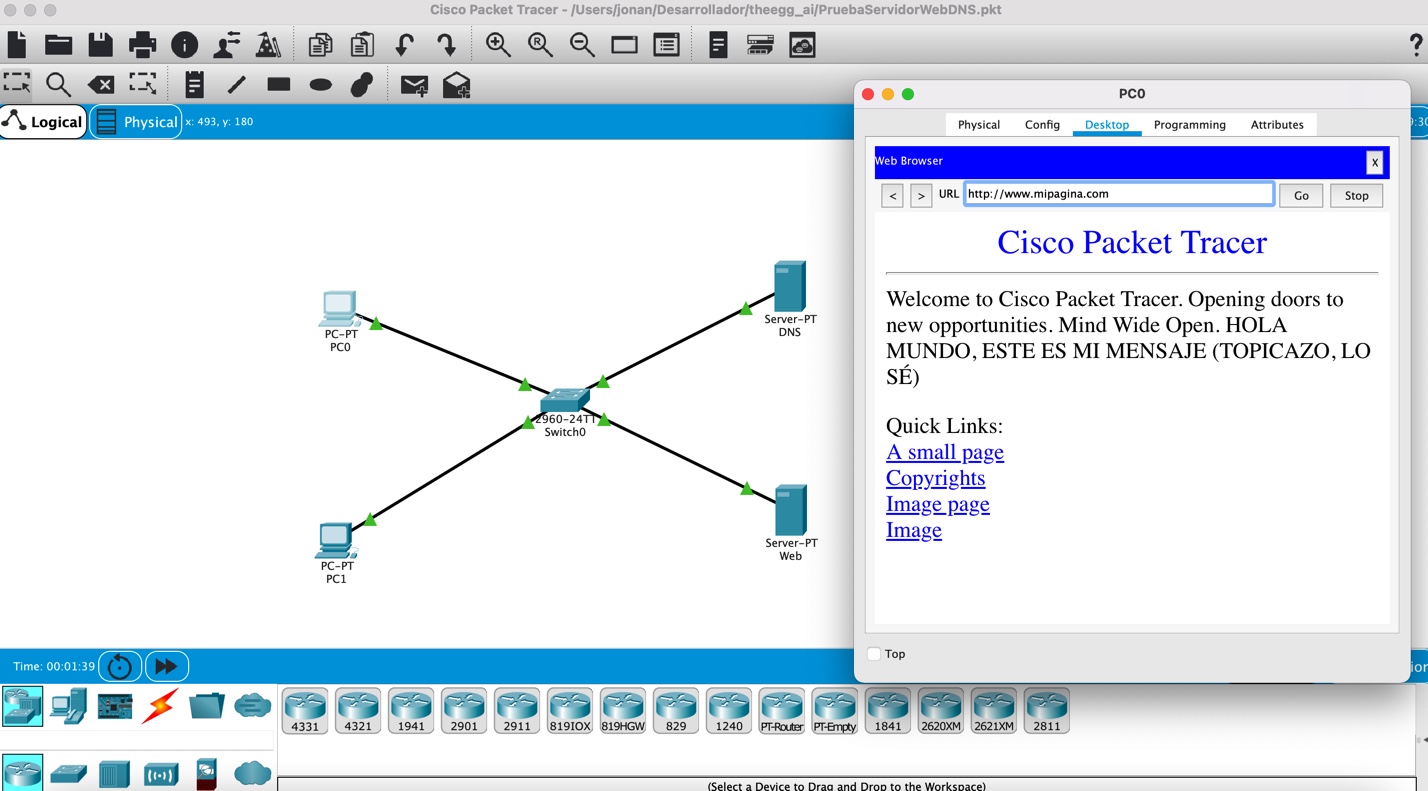 Cisco Packet Tracer - /Users/jonan/Desarrollador/theegg_ai/PruebaServidorWebDNS.pkt
Logical
Physical
x: 493, y: 180
PC-PT
PC0
Server-PT
DNS
2960-24TT
Switch0
PC-PT
PC1
Server-PT
Web
PC0
Physical Config Desktop Programming Attributes
Web Browser
X
< > URL http://www.mipagina.com Go Stop
Cisco Packet Tracer
Welcome to Cisco Packet Tracer. Opening doors to
new opportunities. Mind Wide Open. HOLA
MUNDO, ESTE ES MI MENSAJE (TOPICAZO, LO
SÉ)
Quick Links:
A small page
Copyrights
Image page
Image
Top
Time: 00:01:39
4331 4321 1941 2901 2911 819IOX 819HGW 829 1240 PT-Router PT-Empty 1841 2620XM 2621XM 2811
(Select a Device to Drag and Drop to the Workspace)